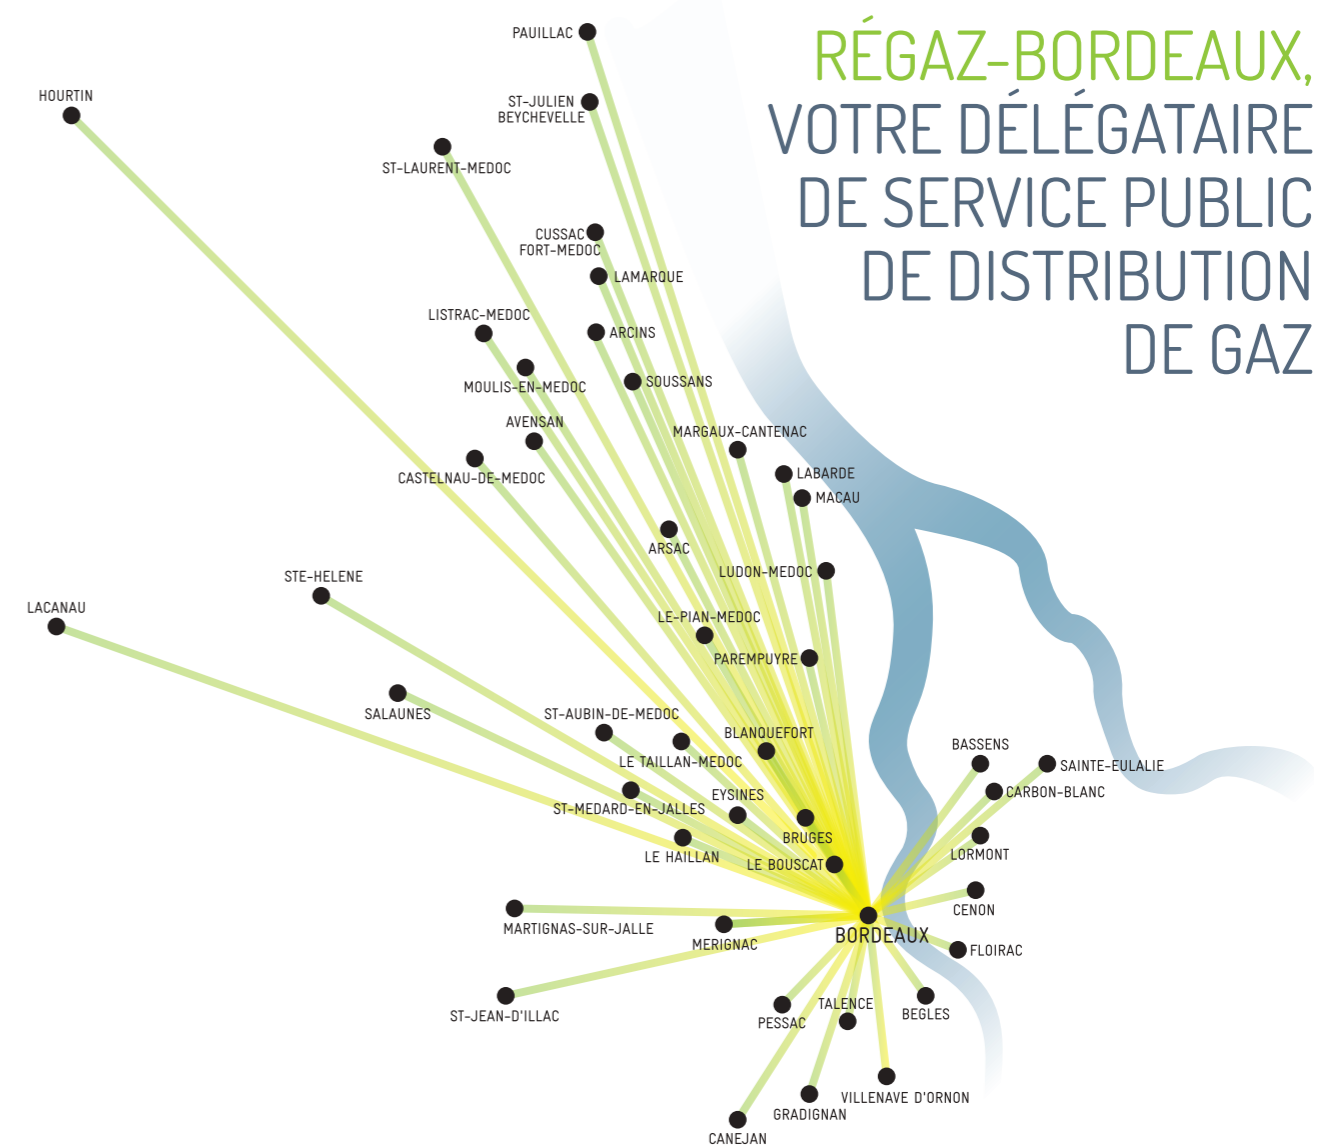 RÉGAZ-BORDEAUX,
VOTRE DÉLÉGATAIRE
DE SERVICE PUBLIC
DE DISTRIBUTION
DE GAZ
PAUILLAC
HOURTIN
ST-JULIEN
BEYCHEVELLE
ST-LAURENT-MEDOC
CUSSAC
FORT-MEDOC
LAMARQUE
LISTRAC-MEDOC
ARCINS
MOULIS-EN-MEDOC
SOUSSANS
AVENSAN
MARGAUX-CANTENAC
CASTELNAU-DE-MEDOC
LABARDE
MACAU
ARSAC
LUDON-MEDOC
STE-HELENE
LACANAU
LE-PIAN-MEDOC
PAREMPUYRE
SALAUNES
ST-AUBIN-DE-MEDOC
BLANQUEFORT
LE TAILLAN-MEDOC
BASSENS
SAINTE-EULALIE
CARBON-BLANC
EYSINES
ST-MEDARD-EN-JALLES
BRUGES
LE HAILLAN
LE BOUSCAT
LORMONT
CENON
MARTIGNAS-SUR-JALLE
MERIGNAC
BORDEAUX
FLOIRAC
ST-JEAN-D'ILLAC
PESSAC
TALENCE
BEGLES
VILLENAVE D'ORNON
GRADIGNAN
CANEJAN